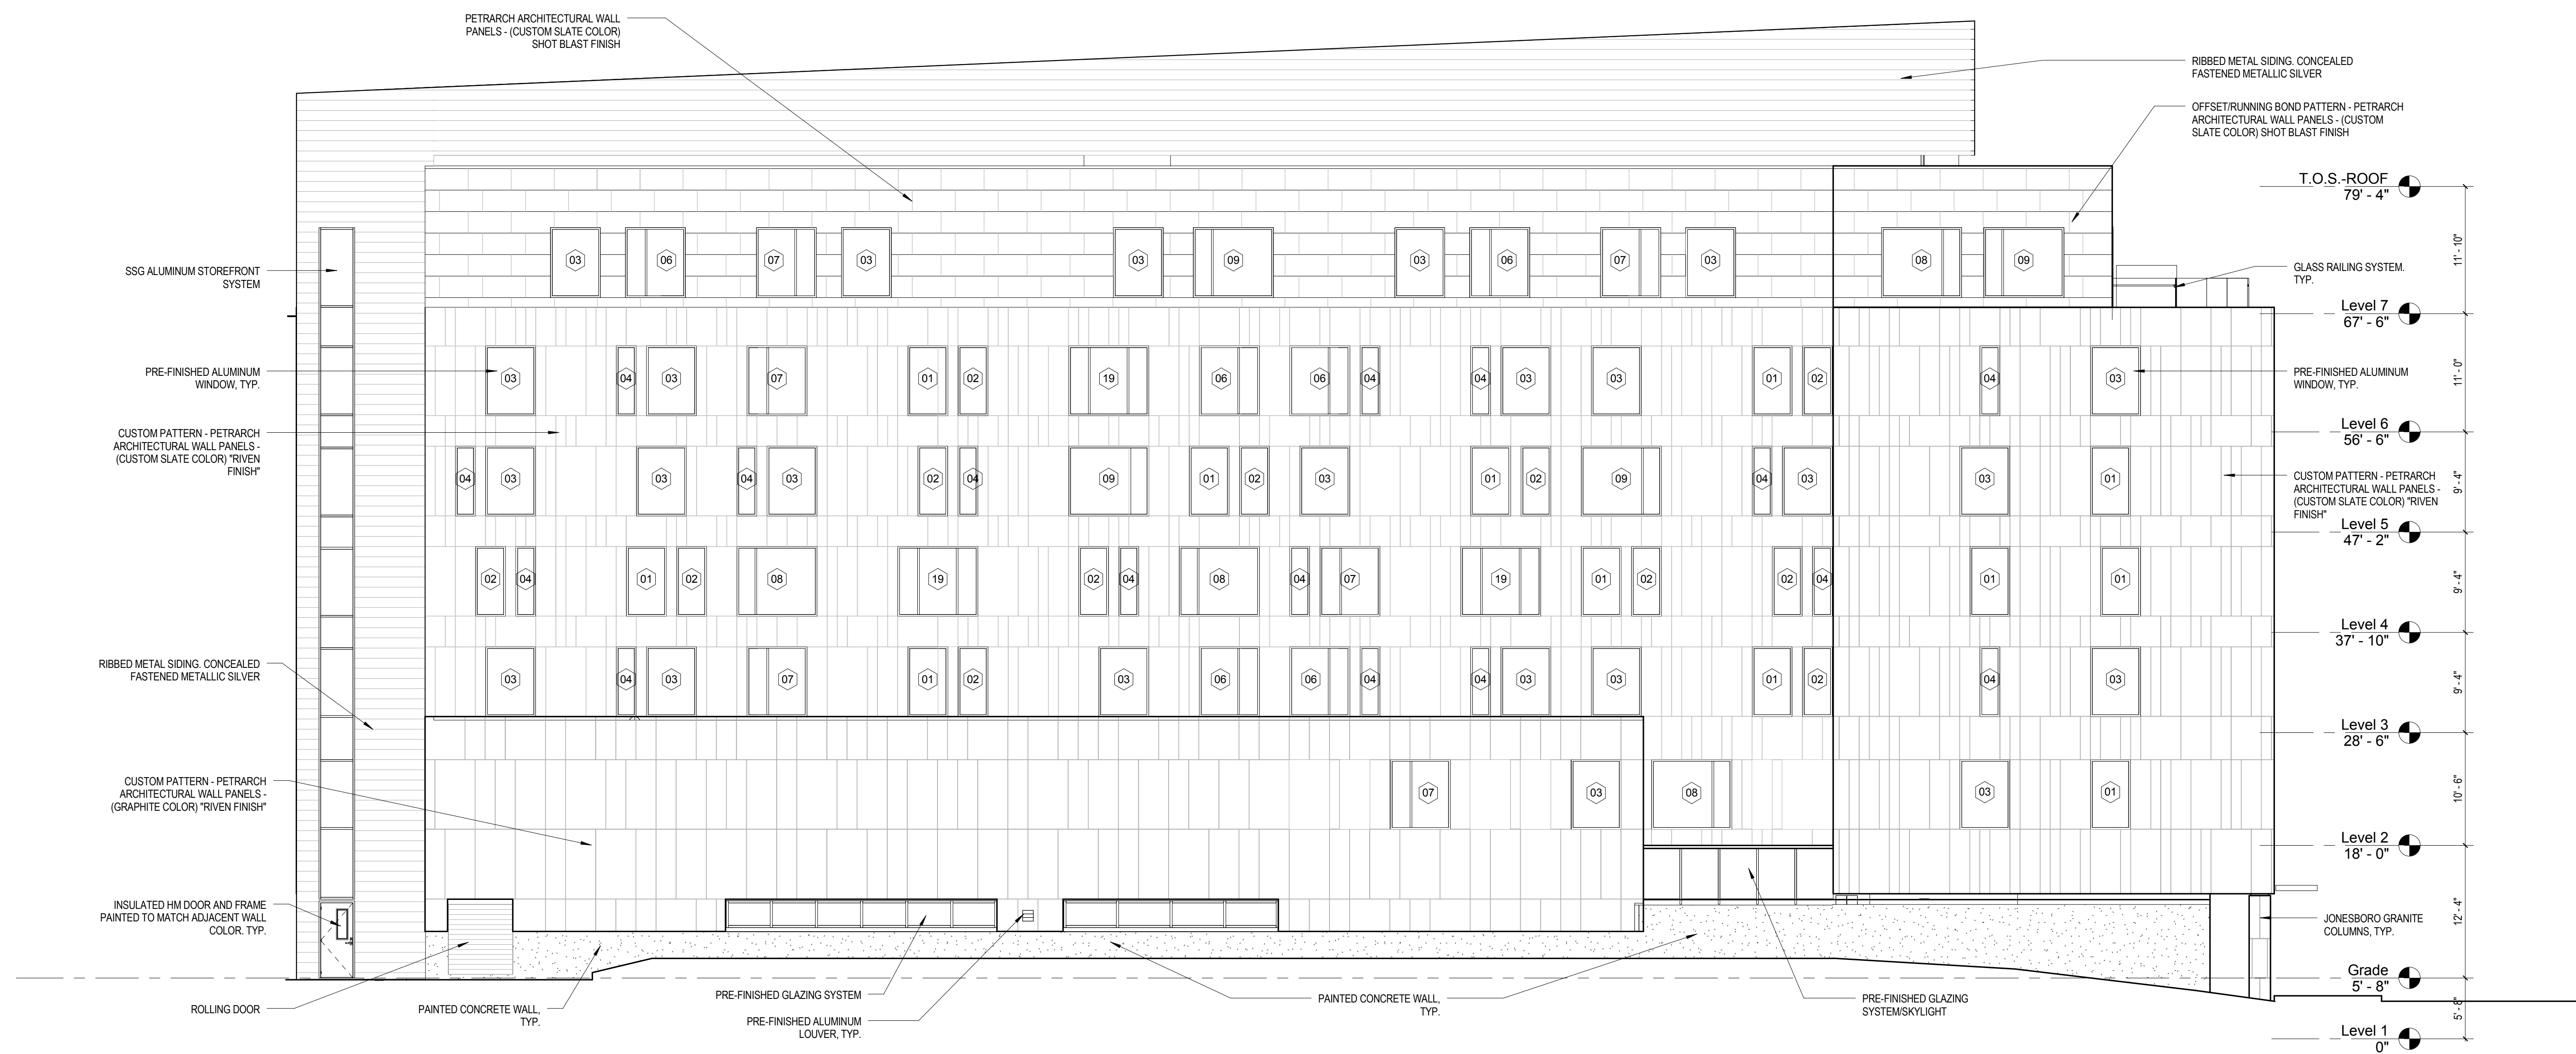 PETRARCH ARCHITECTURAL WALL
PANELS - (CUSTOM SLATE COLOR)
SHOT BLAST FINISH
RIBBED METAL SIDING. CONCEALED
FASTENED METALLIC SILVER
OFFSET/RUNNING BOND PATTERN - PETRARCH
ARCHITECTURAL WALL PANELS - (CUSTOM
SLATE COLOR) SHOT BLAST FINISH
T.O.S.-ROOF
79' - 4"
11' - 10"
03 06 07 03 03 09 03 06 07 03 08 09
SSG ALUMINUM STOREFRONT
SYSTEM
GLASS RAILING SYSTEM.
TYP.
Level 7
67' - 6"
11' - 0"
PRE-FINISHED ALUMINUM
WINDOW, TYP.
03 04 03 07 01 02 19 06 06 04 04 03 03 01 02 04 03
PRE-FINISHED ALUMINUM
WINDOW, TYP.
Level 6
56' - 6"
9' - 4"
CUSTOM PATTERN - PETRARCH
ARCHITECTURAL WALL PANELS -
(CUSTOM SLATE COLOR) "RIVEN
FINISH"
04 03 03 04 03 02 04 09 01 02 03 01 02 09 04 03 03 01
CUSTOM PATTERN - PETRARCH
ARCHITECTURAL WALL PANELS -
(CUSTOM SLATE COLOR) "RIVEN
FINISH"
Level 5
47' - 2"
9' - 4"
02 04 01 02 08 19 02 04 08 04 07 19 01 02 02 04 01 01
Level 4
37' - 10"
9' - 4"
RIBBED METAL SIDING. CONCEALED
FASTENED METALLIC SILVER
03 04 03 07 01 02 03 06 06 04 04 03 03 01 02 04 03
Level 3
28' - 6"
10' - 6"
CUSTOM PATTERN - PETRARCH
ARCHITECTURAL WALL PANELS -
(GRAPHITE COLOR) "RIVEN FINISH"
07 03 08 03 01
Level 2
18' - 0"
12' - 4"
INSULATED HM DOOR AND FRAME
PAINTED TO MATCH ADJACENT WALL
COLOR. TYP.
JONESBORO GRANITE
COLUMNS, TYP.
Grade
5' - 8"
5' - 8"
ROLLING DOOR
PAINTED CONCRETE WALL,
TYP.
PRE-FINISHED GLAZING SYSTEM
PRE-FINISHED ALUMINUM
LOUVER, TYP.
PAINTED CONCRETE WALL,
TYP.
PRE-FINISHED GLAZING
SYSTEM/SKYLIGHT
Level 1
0"